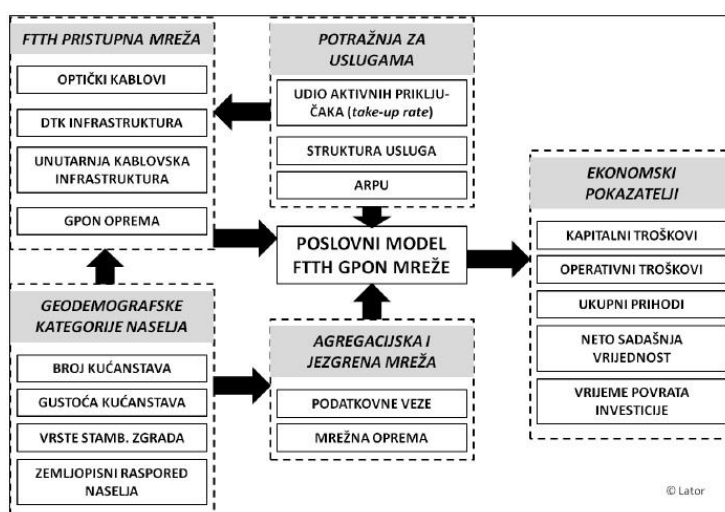 FTTH PRISTUPNA MREŽA
OPTIČKI KABLOVI
DTK INFRASTRUKTURA
UNUTARNJA KABLOVSKA
INFRASTRUKTURA
GPON OPREMA
POTRAŽNJA ZA
USLUGAMA
UDIO AKTIVNIH PRIKLJU-
ČAKA (take-up rate)
STRUKTURA USLUGA
ARPU
POSLOVNI MODEL
FTTH GPON MREŽE
EKONOMSKI
POKAZATELJI
KAPITALNI TROŠKOVI
OPERATIVNI TROŠKOVI
UKUPNI PRIHODI
NETO SADAŠNJA
VRIJEDNOST
VRIJEME POVRATA
INVESTICIJE
GEODEMOGRAFSKE
KATEGORIJE NASELJA
BROJ KUĆANSTAVA
GUSTOĆA KUĆANSTAVA
VRSTE STAMB. ZGRADA
ZEMLJOPISNI RASPORED
NASELJA
AGREGACIJSKA I
JEZGRENA MREŽA
PODATKOVNE VEZE
MREŽNA OPREMA
© Lator